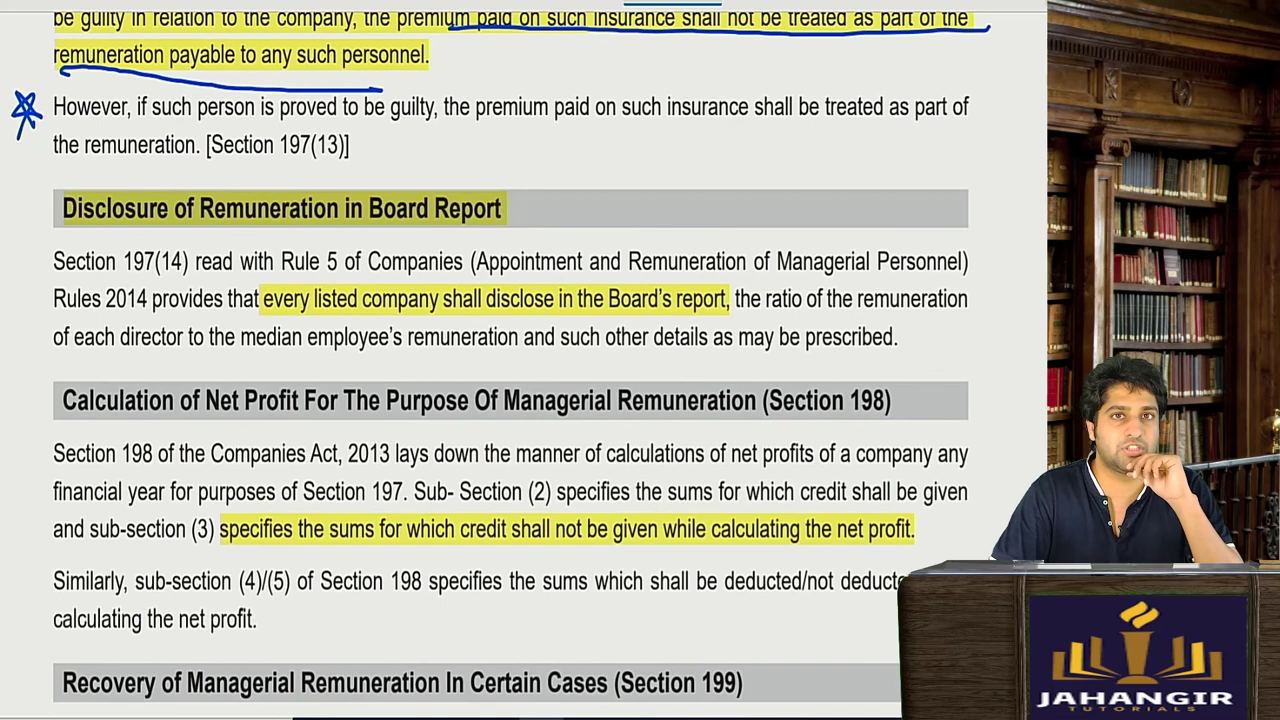 be guilty in relation to the company, the premium paid on such insurance shall not be treated as part of the
remuneration payable to any such personnel.
However, if such person is proved to be guilty, the premium paid on such insurance shall be treated as part of
the remuneration. [Section 197(13)]
Disclosure of Remuneration in Board Report
Section 197(14) read with Rule 5 of Companies (Appointment and Remuneration of Managerial Personnel)
Rules 2014 provides that every listed company shall disclose in the Board's report, the ratio of the remuneration
of each director to the median employee's remuneration and such other details as may be prescribed.
Calculation of Net Profit For The Purpose Of Managerial Remuneration (Section 198)
Section 198 of the Companies Act, 2013 lays down the manner of calculations of net profits of a company any
financial year for purposes of Section 197. Sub- Section (2) specifies the sums for which credit shall be given
and sub-section (3) specifies the sums for which credit shall not be given while calculating the net profit.
Similarly, sub-section (4)/(5) of Section 198 specifies the sums which shall be deducted/not
calculating the net profit.
Recovery of Managerial Remuneration In Certain Cases (Section 199)
JAHANGIR
TUTORIALS